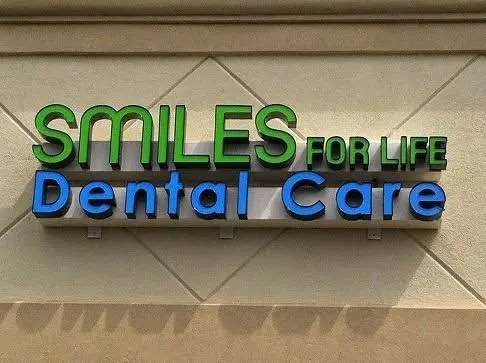 SMILES FOR LIFE
Dental Care